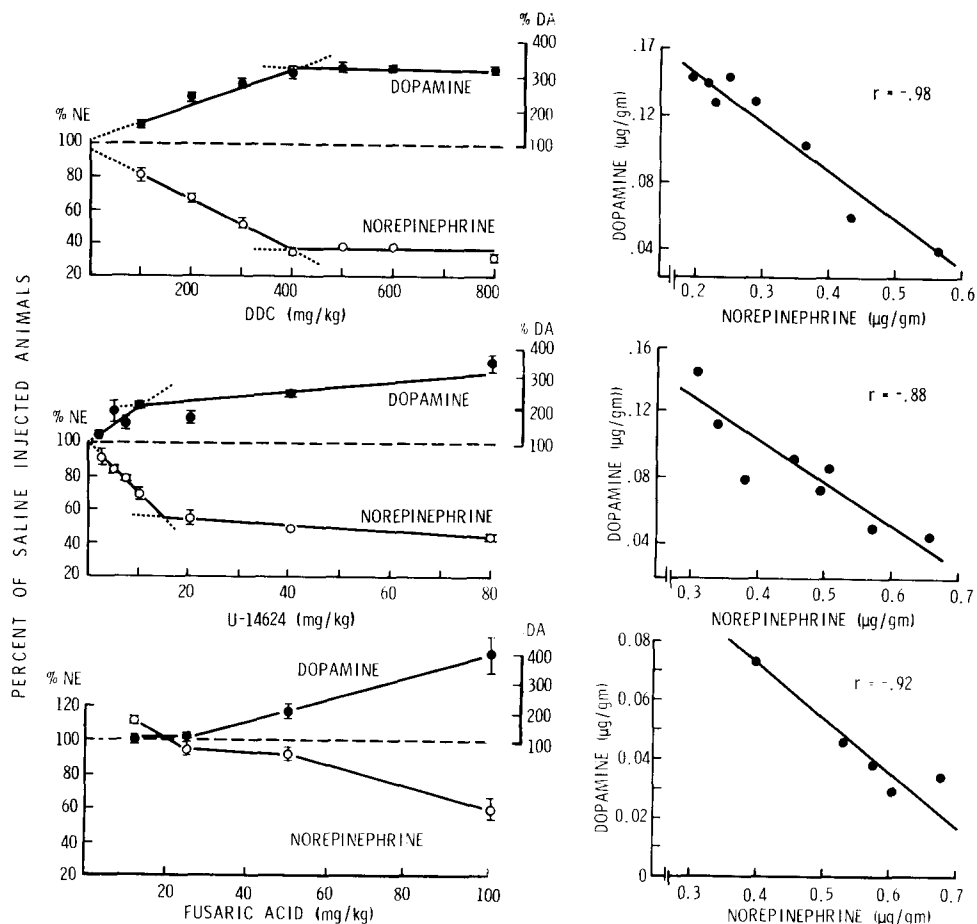 PERCENT OF SALINE INJECTED ANIMALS
% NE
100
80
60
40
20
% DA
400
300
200
100
DOPAMINE
NOREPINEPHRINE
200 400 600 800
DDC (mg/kg)
.17
.12
.08
.04
DOPAMINE (µg/gm)
r = -.98
0.2 0.3 0.4 0.5 0.6
NOREPINEPHRINE (µg/gm)
% NE
100
80
60
40
20
% DA
400
300
200
100
DOPAMINE
NOREPINEPHRINE
20 40 60 80
U-14624 (mg/kg)
.16
.12
.08
.04
DOPAMINE (µg/gm)
r = -.88
0.3 0.4 0.5 0.6 0.7
NOREPINEPHRINE (µg/gm)
% NE
120
100
80
60
40
20
DA
400
300
200
100
DOPAMINE
NOREPINEPHRINE
20 40 60 80 100
FUSARIC ACID (mg/kg)
0.08
0.06
0.04
0.02
0
DOPAMINE (µg/gm)
r = -.92
0.3 0.4 0.5 0.6 0.7
NOREPINEPHRINE (µg/gm)